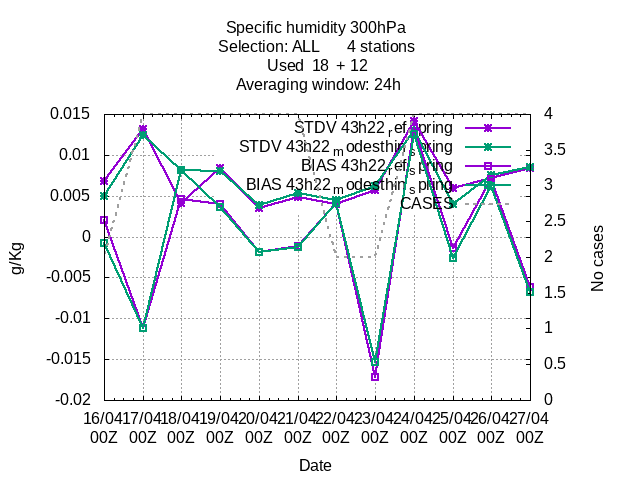 Specific humidity 300hPa
Selection: ALL 4 stations
Used 18 + 12
Averaging window: 24h
0.015
0.01
0.005
0
-0.005
-0.01
-0.015
-0.02
g/Kg
4
3.5
3
2.5
2
1.5
1
0.5
0
No cases
STDV 43h22_ref_spring
STDV 43h22_modesthin_spring
BIAS 43h22_ref_spring
BIAS 43h22_modesthin_spring
CASES
16/04 17/04 18/04 19/04 20/04 21/04 22/04 23/04 24/04 25/04 26/04 27/04
00Z 00Z 00Z 00Z 00Z 00Z 00Z 00Z 00Z 00Z 00Z 00Z
Date